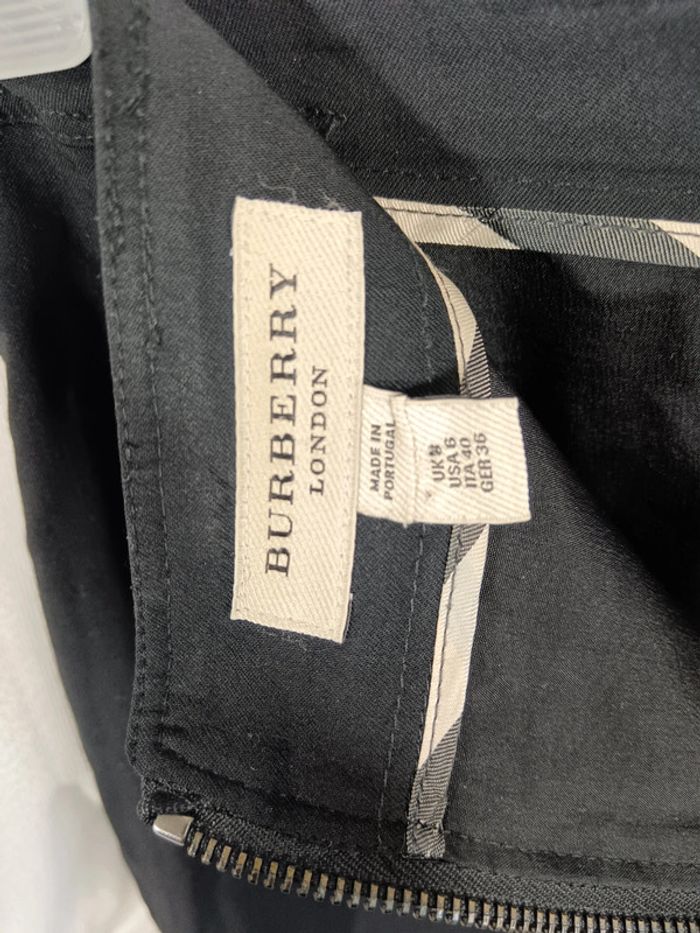 BURBERRY
LONDON
MADE IN
PORTUGAL
UK 8
USA 6
ITA 40
GER 36